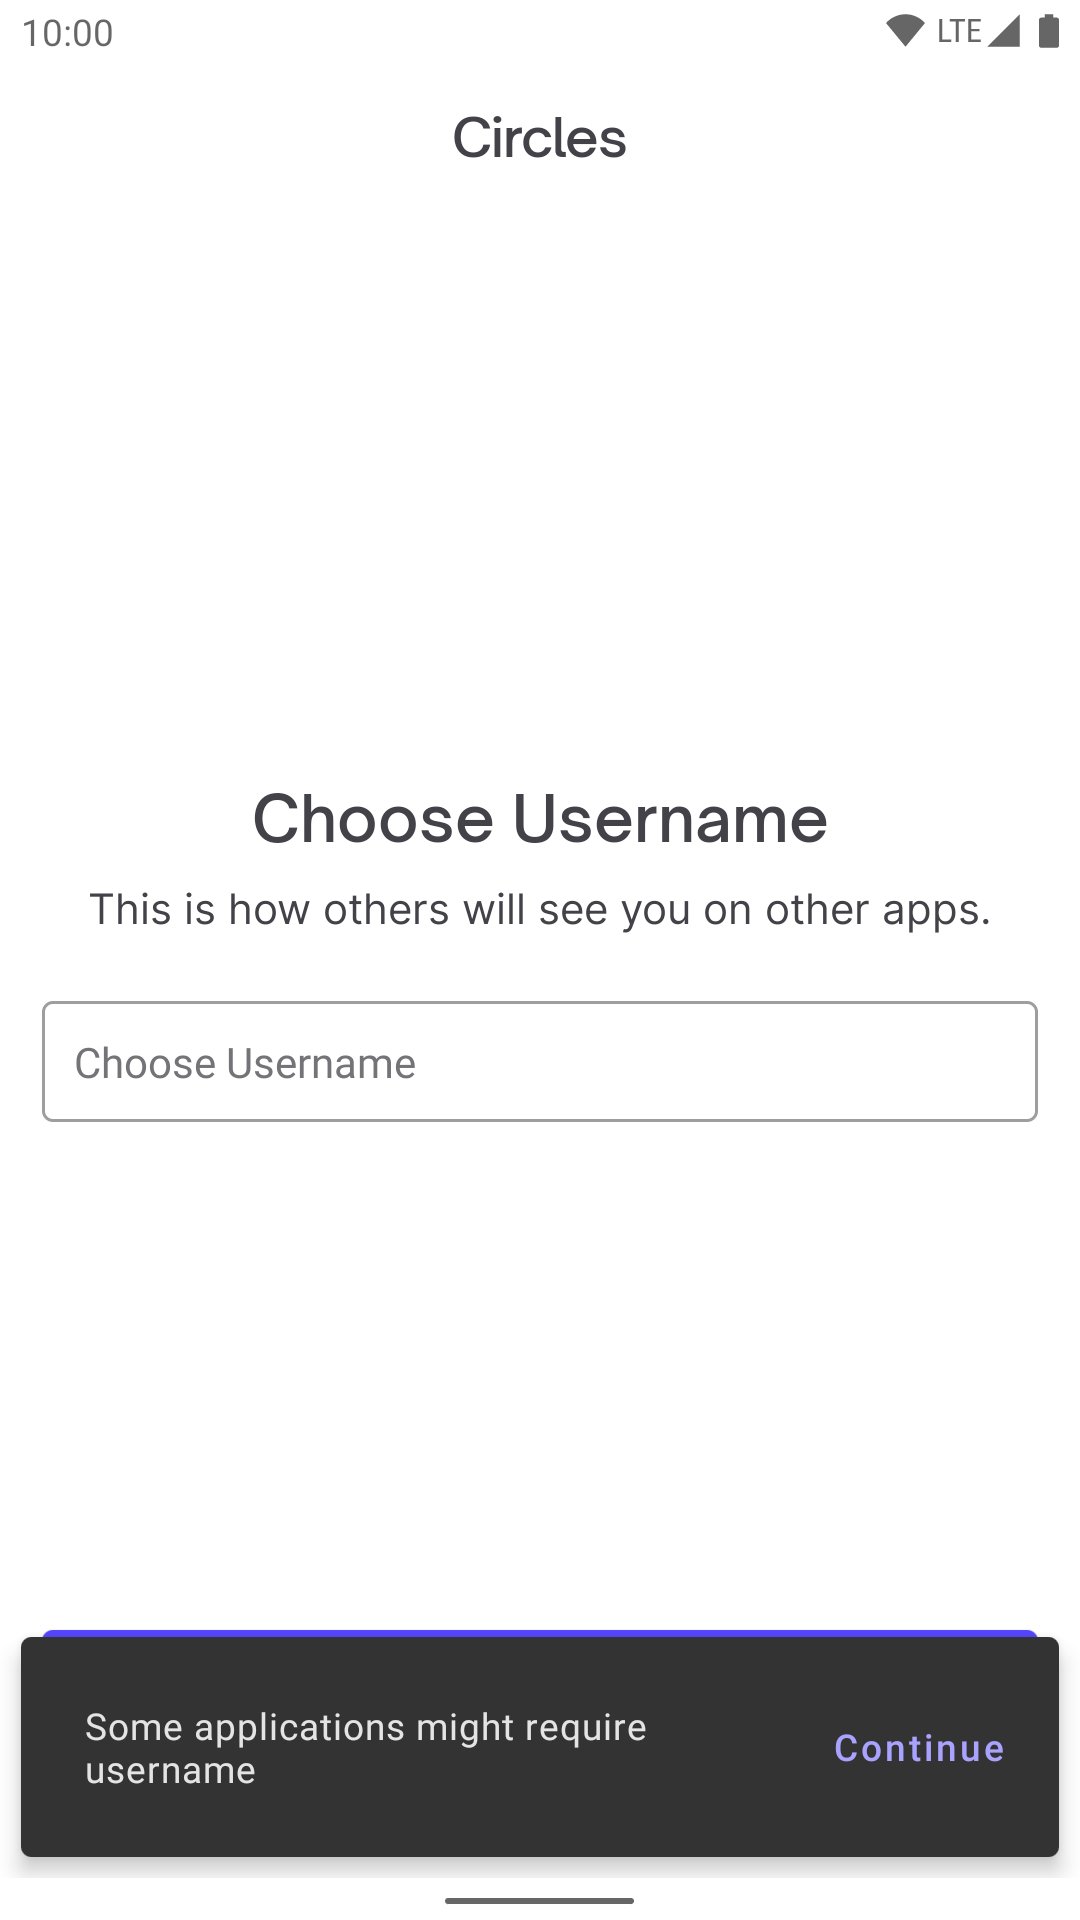 10:00
LTE
Circles
Choose Username
This is how others will see you on other apps.
Choose Username
Some applications might require
username
Continue